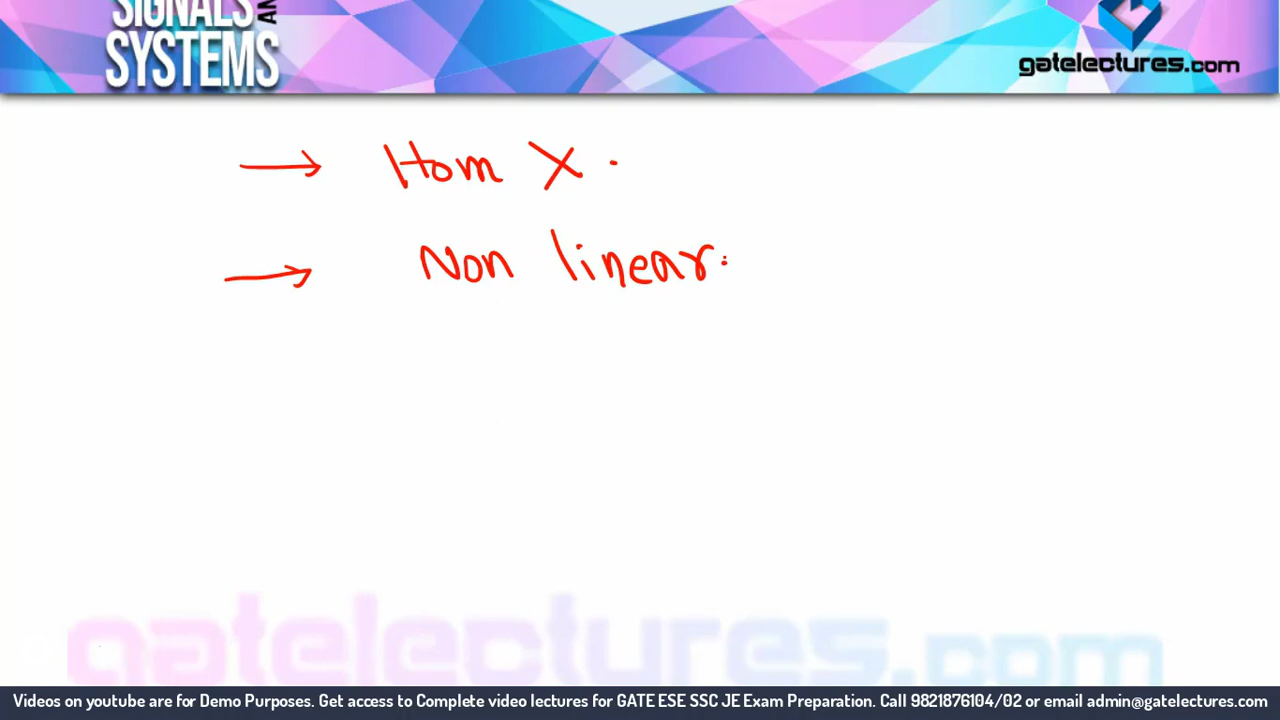 SIGNALS AND
SYSTEMS
gatelectures.com
→ Hom X .
→ Non linear.
gatelectures.com
Videos on youtube are for Demo Purposes. Get access to Complete video lectures for GATE ESE SSC JE Exam Preparation. Call 9821876104/02 or email admin@gatelectures.com